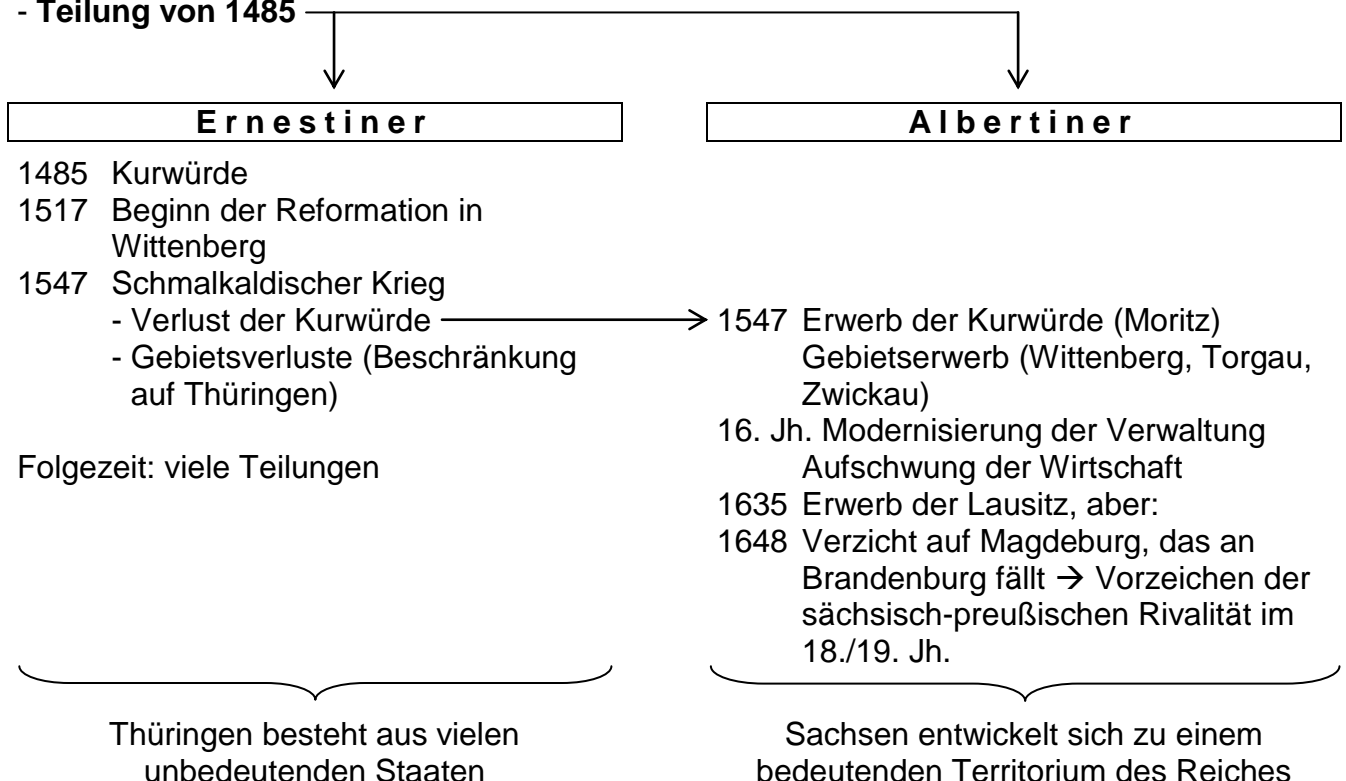 - Teilung von 1485
Ernestiner
1485 Kurwürde
1517 Beginn der Reformation in
Wittenberg
1547 Schmalkaldischer Krieg
- Verlust der Kurwürde
- Gebietsverluste (Beschränkung
auf Thüringen)
Folgezeit: viele Teilungen
Thüringen besteht aus vielen
unbedeutenden Staaten
Albertiner
1547 Erwerb der Kurwürde (Moritz)
Gebietserwerb (Wittenberg, Torgau,
Zwickau)
16. Jh. Modernisierung der Verwaltung
Aufschwung der Wirtschaft
1635 Erwerb der Lausitz, aber:
1648 Verzicht auf Magdeburg, das an
Brandenburg fällt → Vorzeichen der
sächsisch-preußischen Rivalität im
18./19. Jh.
Sachsen entwickelt sich zu einem
bedeutenden Territorium des Reiches